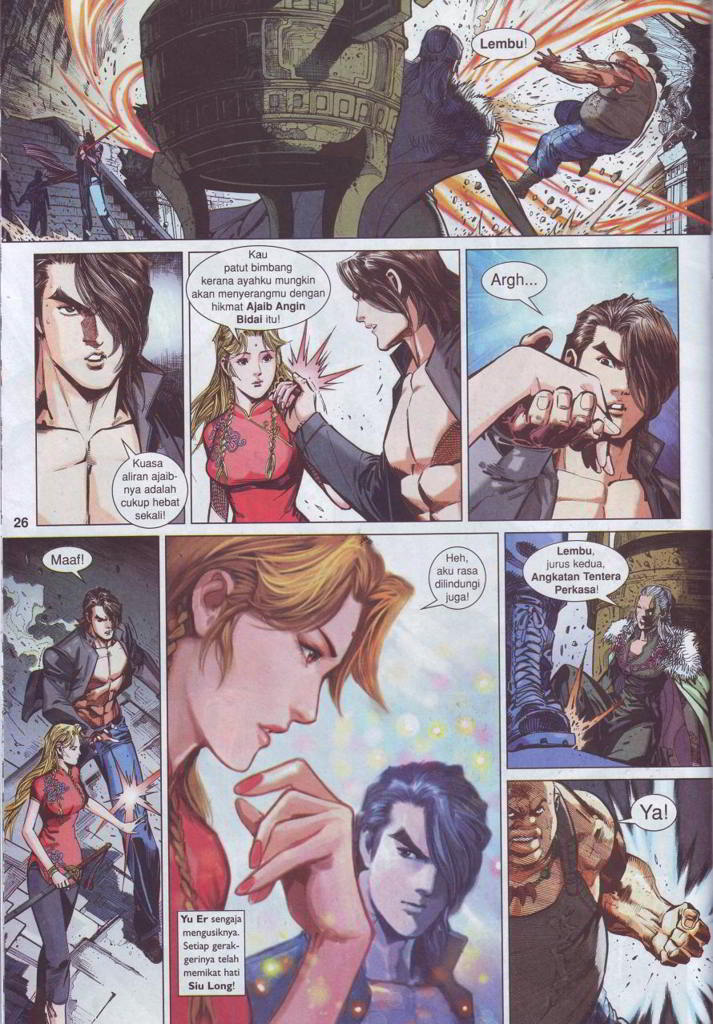 Lembu!
Kuasa
aliran ajaib-
nya adalah
cukup hebat
sekali!
Kau
patut bimbang
kerana ayahku mungkin
akan menyerangmu dengan
hikmat Ajaib Angin
Bidai itu!
Argh...
26
Maaf!
Heh,
aku rasa
dilindungi
juga!
Yu Er sengaja
mengusiknya.
Setiap gerak-
gerinya telah
memikat hati
Siu Long!
Lembu,
jurus kedua,
Angkatan Tentera
Perkasa!
Ya!